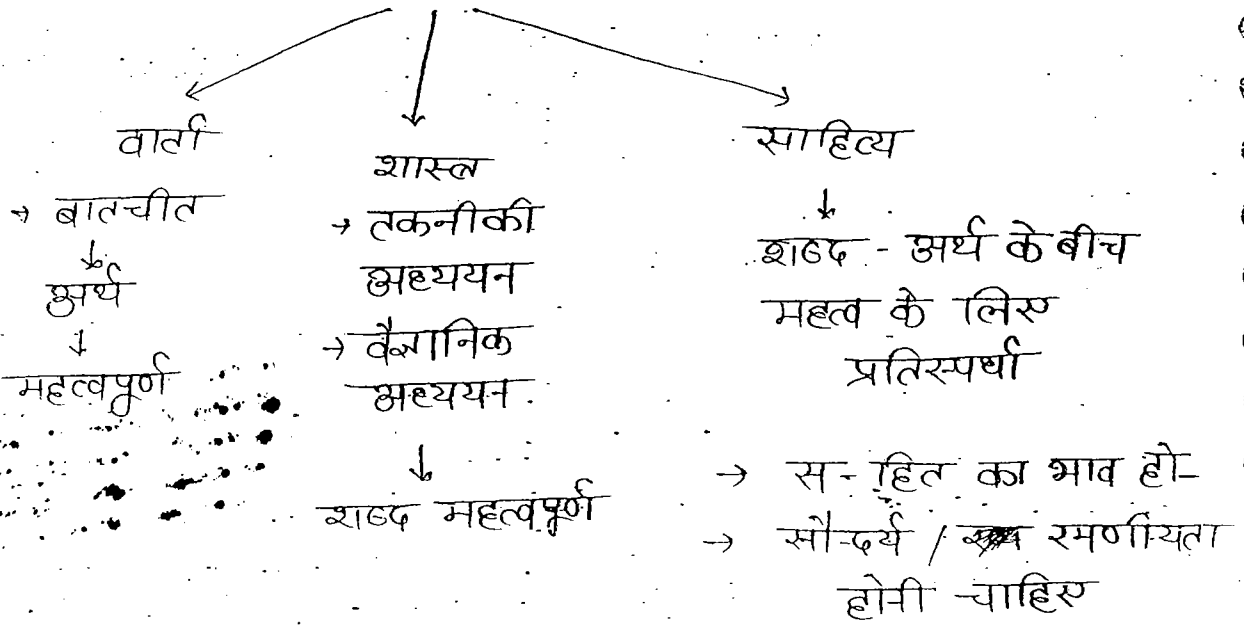 वार्ता
→ बातचीत
↓
अर्थ
↓
महत्वपूर्ण
शास्त्र
→ तकनीकी
अध्ययन
→ वैज्ञानिक
अध्ययन
↓
शब्द महत्वपूर्ण
साहित्य
↓
शब्द - अर्थ के बीच
महत्व के लिए
प्रतिस्पर्धा
→ स-हित का भाव हो-
→ सौन्दर्य / रमणीयता
होनी चाहिए